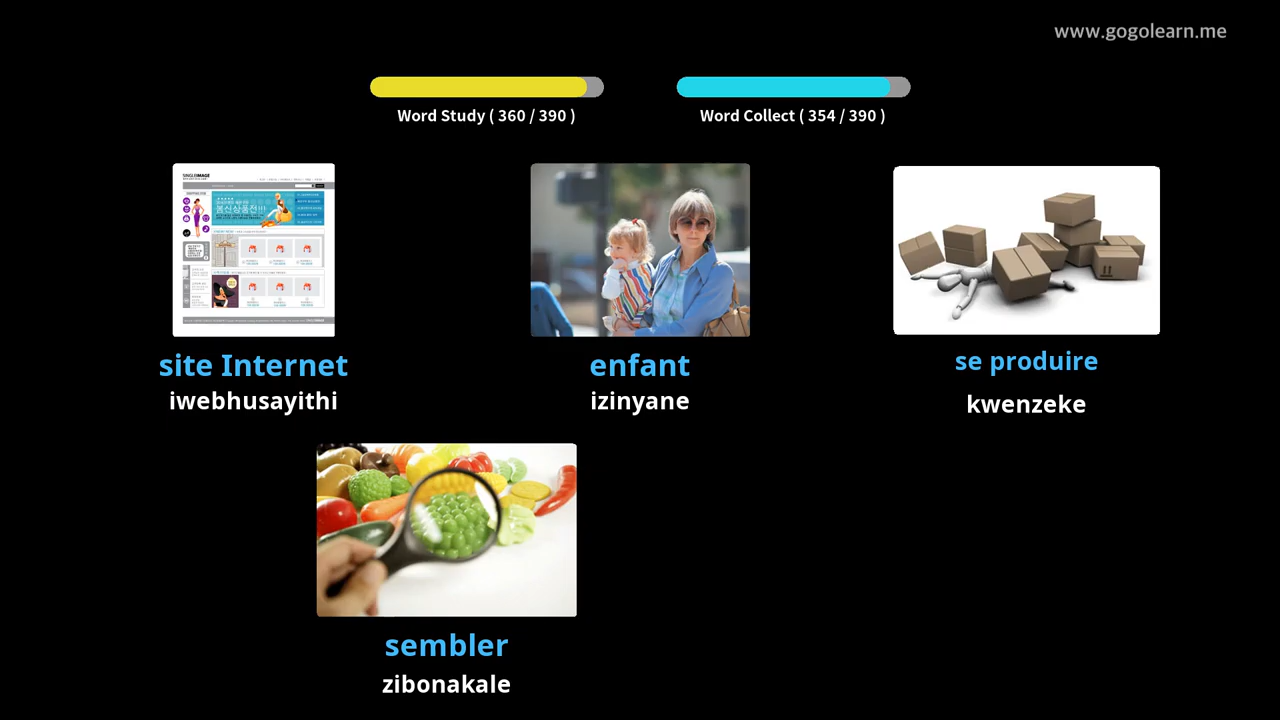 www.gogolearn.me
Word Study ( 360 / 390 )
Word Collect ( 354 / 390 )
site Internet
iwebhusayithi
enfant
izinyane
se produire
kwenzeke
sembler
zibonakale